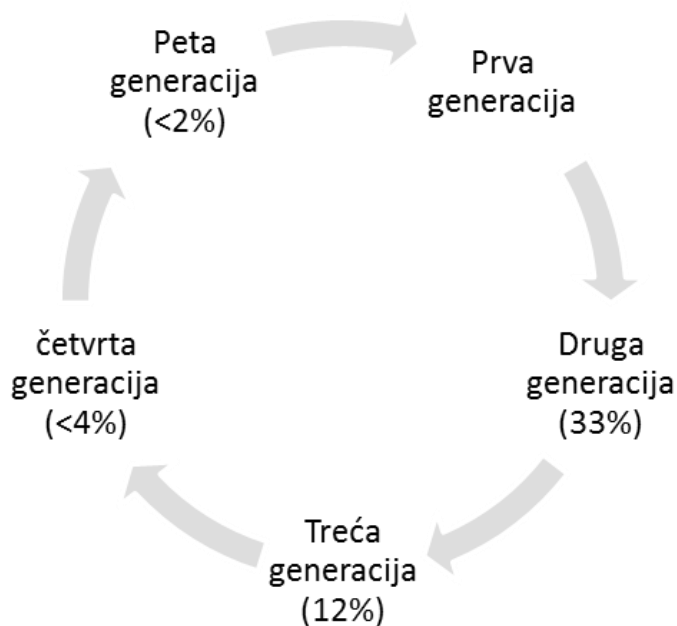 Prva
generacija
Druga
generacija
(33%)
Treća
generacija
(12%)
četvrta
generacija
(<4%)
Peta
generacija
(<2%)